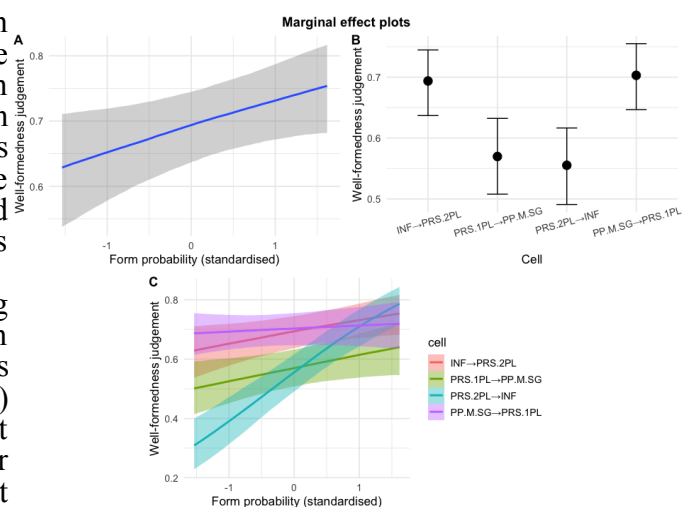 Marginal effect plots
A
Well-formedness judgement
0.8
0.7
0.6
-1 0 1
Form probability (standardised)
B
Well-formedness judgement
0.7
0.6
0.5
INF→PRS.2PL PRS.1PL→PP.M.SG PRS.2PL→INF PP.M.SG→PRS.1PL
Cell
C
Well-formedness judgement
0.8
0.6
0.4
0.2
-1 0 1
Form probability (standardised)
cell
INF→PRS.2PL
PRS.1PL→PP.M.SG
PRS.2PL→INF
PP.M.SG→PRS.1PL